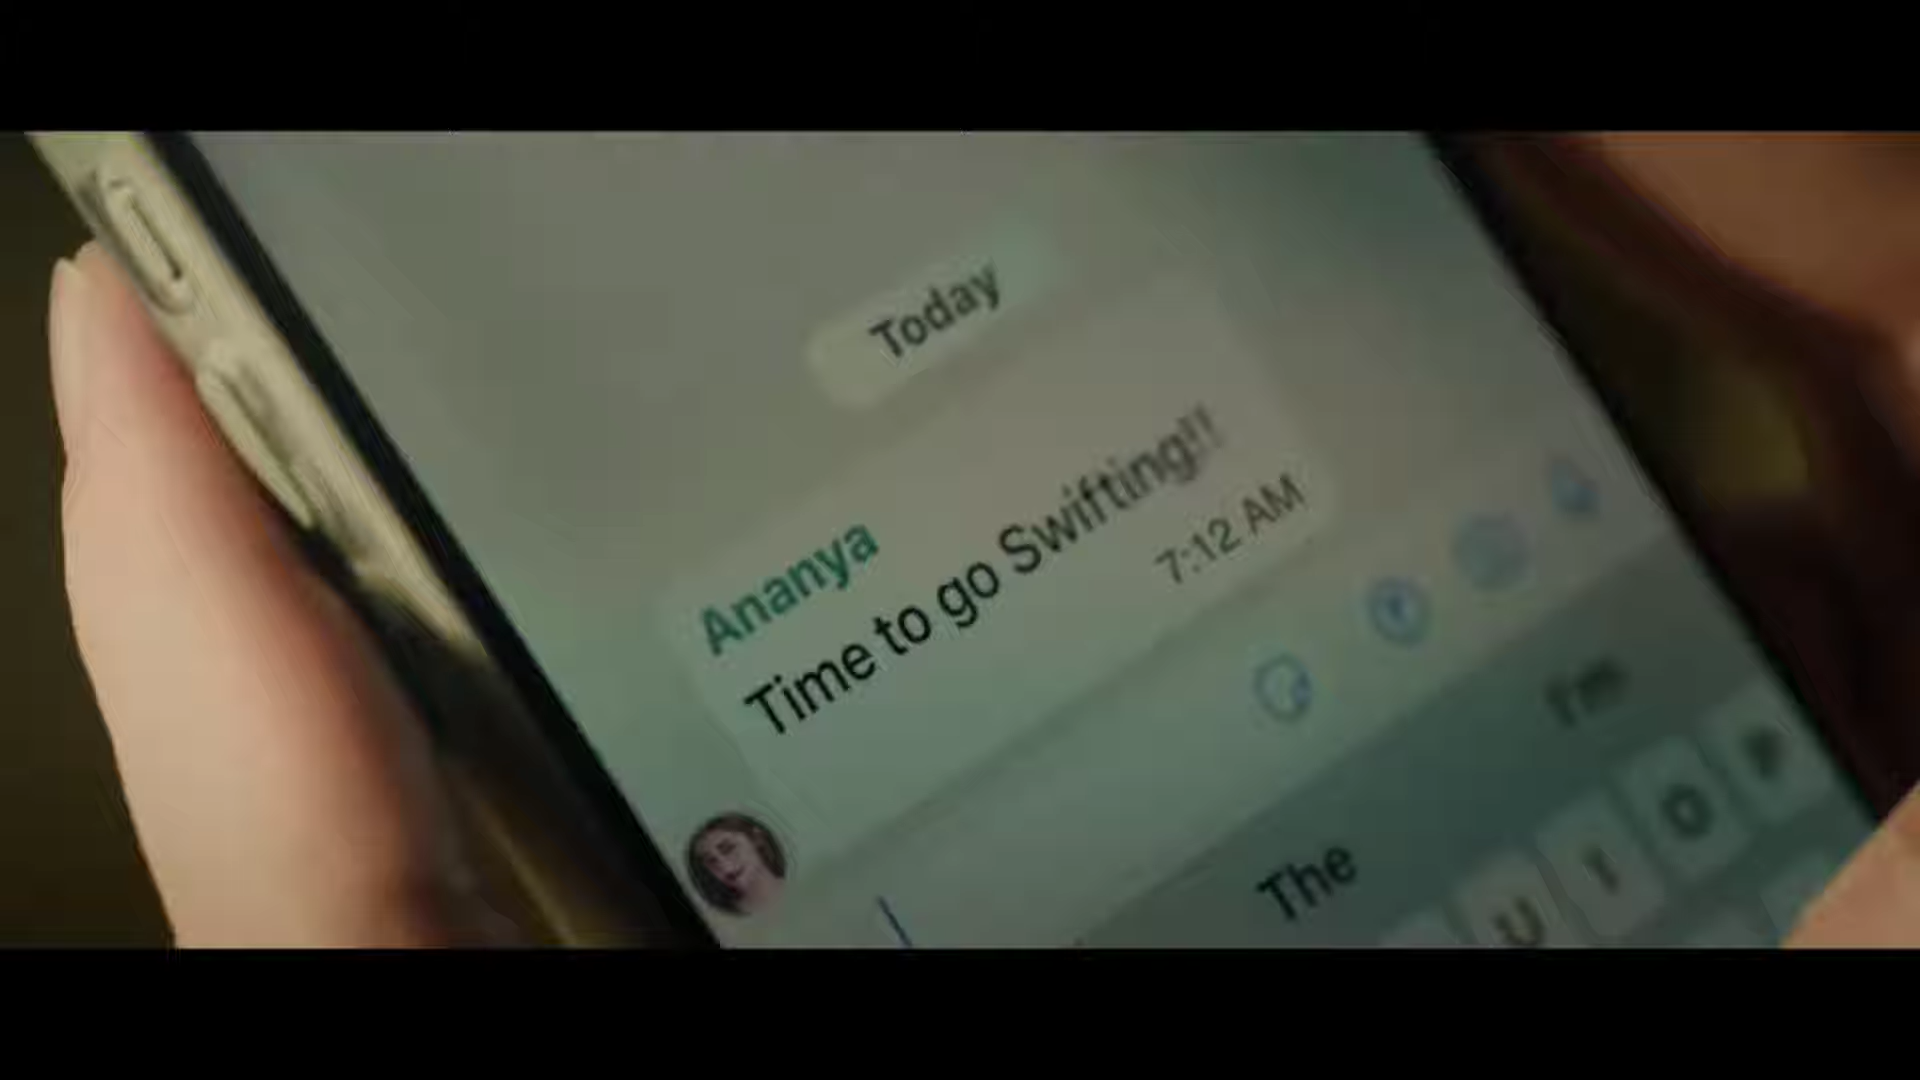 Today
Ananya
Time to go Swifting!!
7:12 AM
The
I'm
U I O P